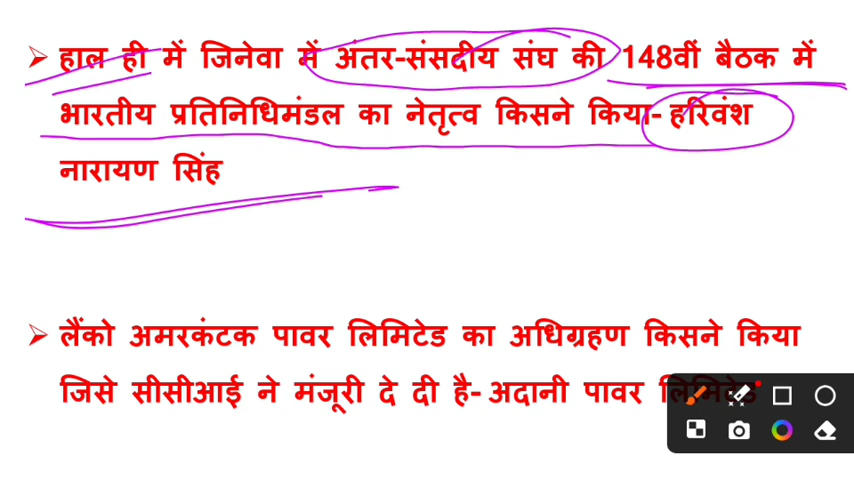 हाल ही में जिनेवा में अंतर-संसदीय संघ की 148वीं बैठक में
भारतीय प्रतिनिधिमंडल का नेतृत्व किसने किया- हरिवंश
नारायण सिंह
लैंको अमरकंटक पावर लिमिटेड का अधिग्रहण किसने किया
जिसे सीसीआई ने मंजूरी दे दी है- अदानी पावर लिमिटेड